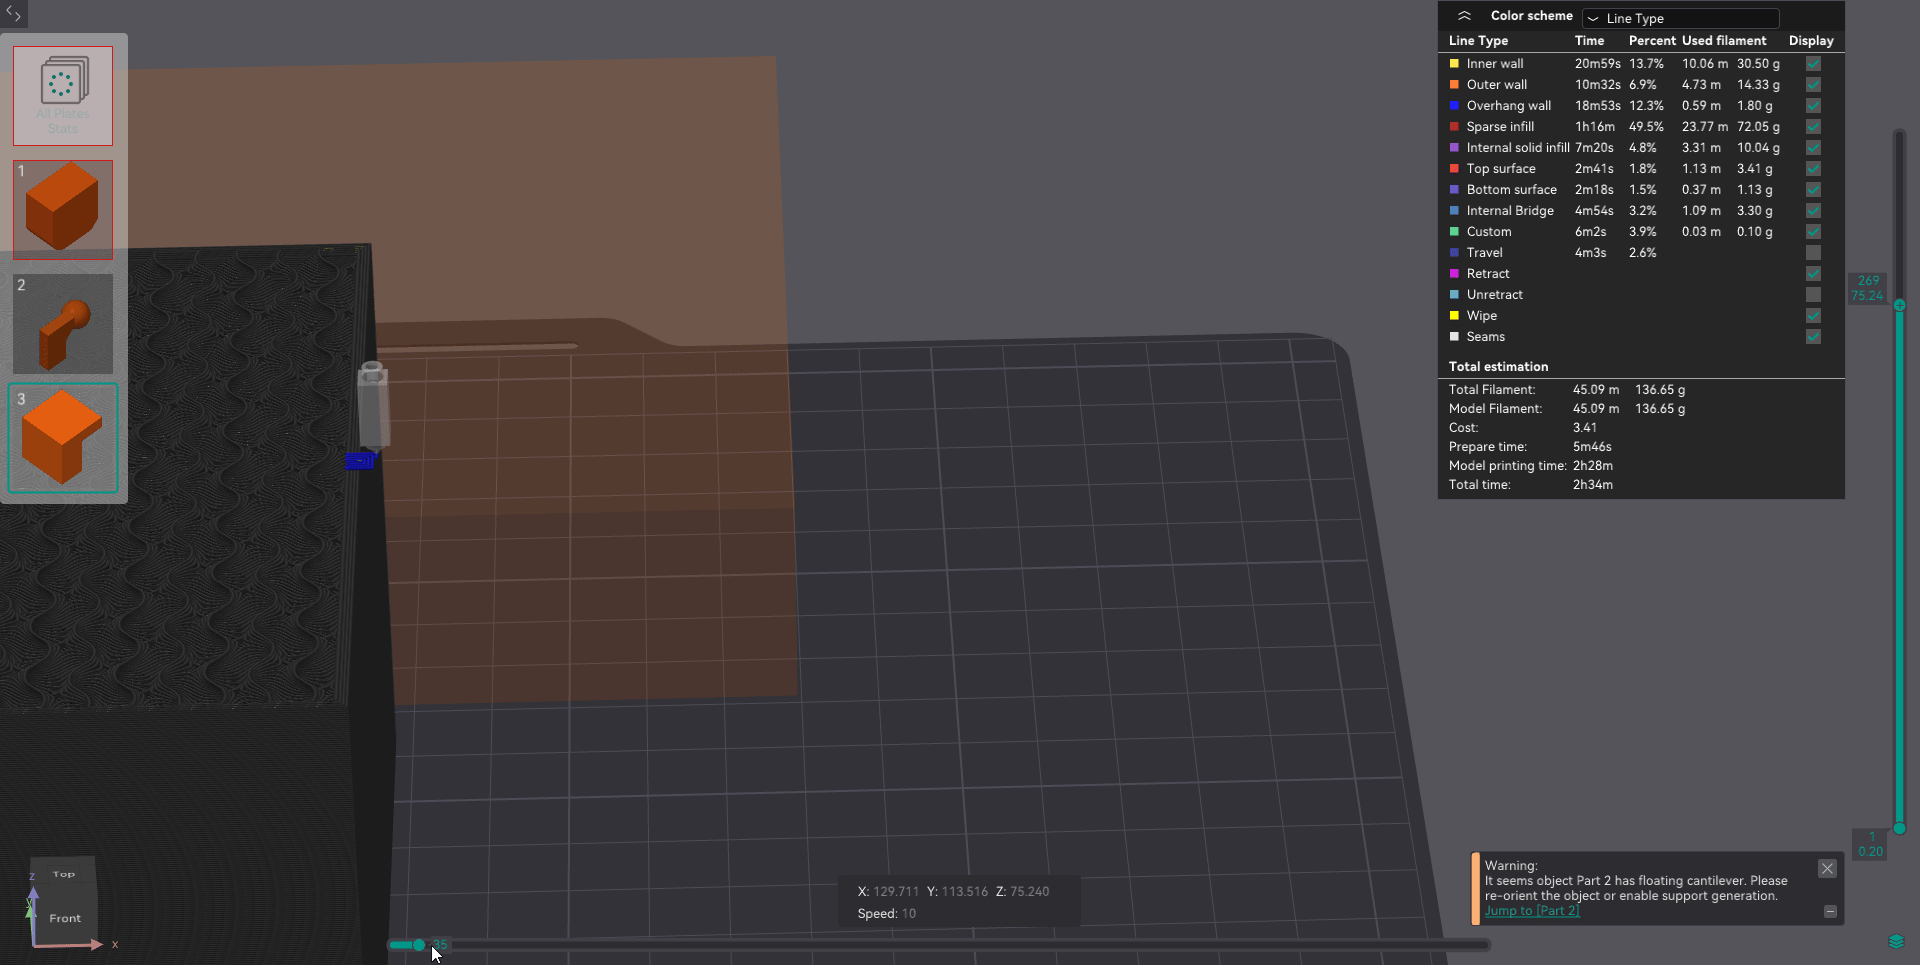 All Plates
Stats
1
2
3
Color scheme Line Type
Line Type Time Percent Used filament Display
Inner wall 20m59s 13.7% 10.06 m 30.50 g
Outer wall 10m32s 6.9% 4.73 m 14.33 g
Overhang wall 18m53s 12.3% 0.59 m 1.80 g
Sparse infill 1h16m 49.5% 23.77 m 72.05 g
Internal solid infill 7m20s 4.8% 3.31 m 10.04 g
Top surface 2m41s 1.8% 1.13 m 3.41 g
Bottom surface 2m18s 1.5% 0.37 m 1.13 g
Internal Bridge 4m54s 3.2% 1.09 m 3.30 g
Custom 6m2s 3.9% 0.03 m 0.10 g
Travel 4m3s 2.6%
Retract
Unretract
Wipe
Seams
Total estimation
Total Filament: 45.09 m 136.65 g
Model Filament: 45.09 m 136.65 g
Cost: 3.41
Prepare time: 5m46s
Model printing time: 2h28m
Total time: 2h34m
269
75.24
1
0.20
Warning:
It seems object Part 2 has floating cantilever. Please
re-orient the object or enable support generation.
Jump to [Part 2]
X: 129.711 Y: 113.516 Z: 75.240
Speed: 10
35
Top
Front
z
x